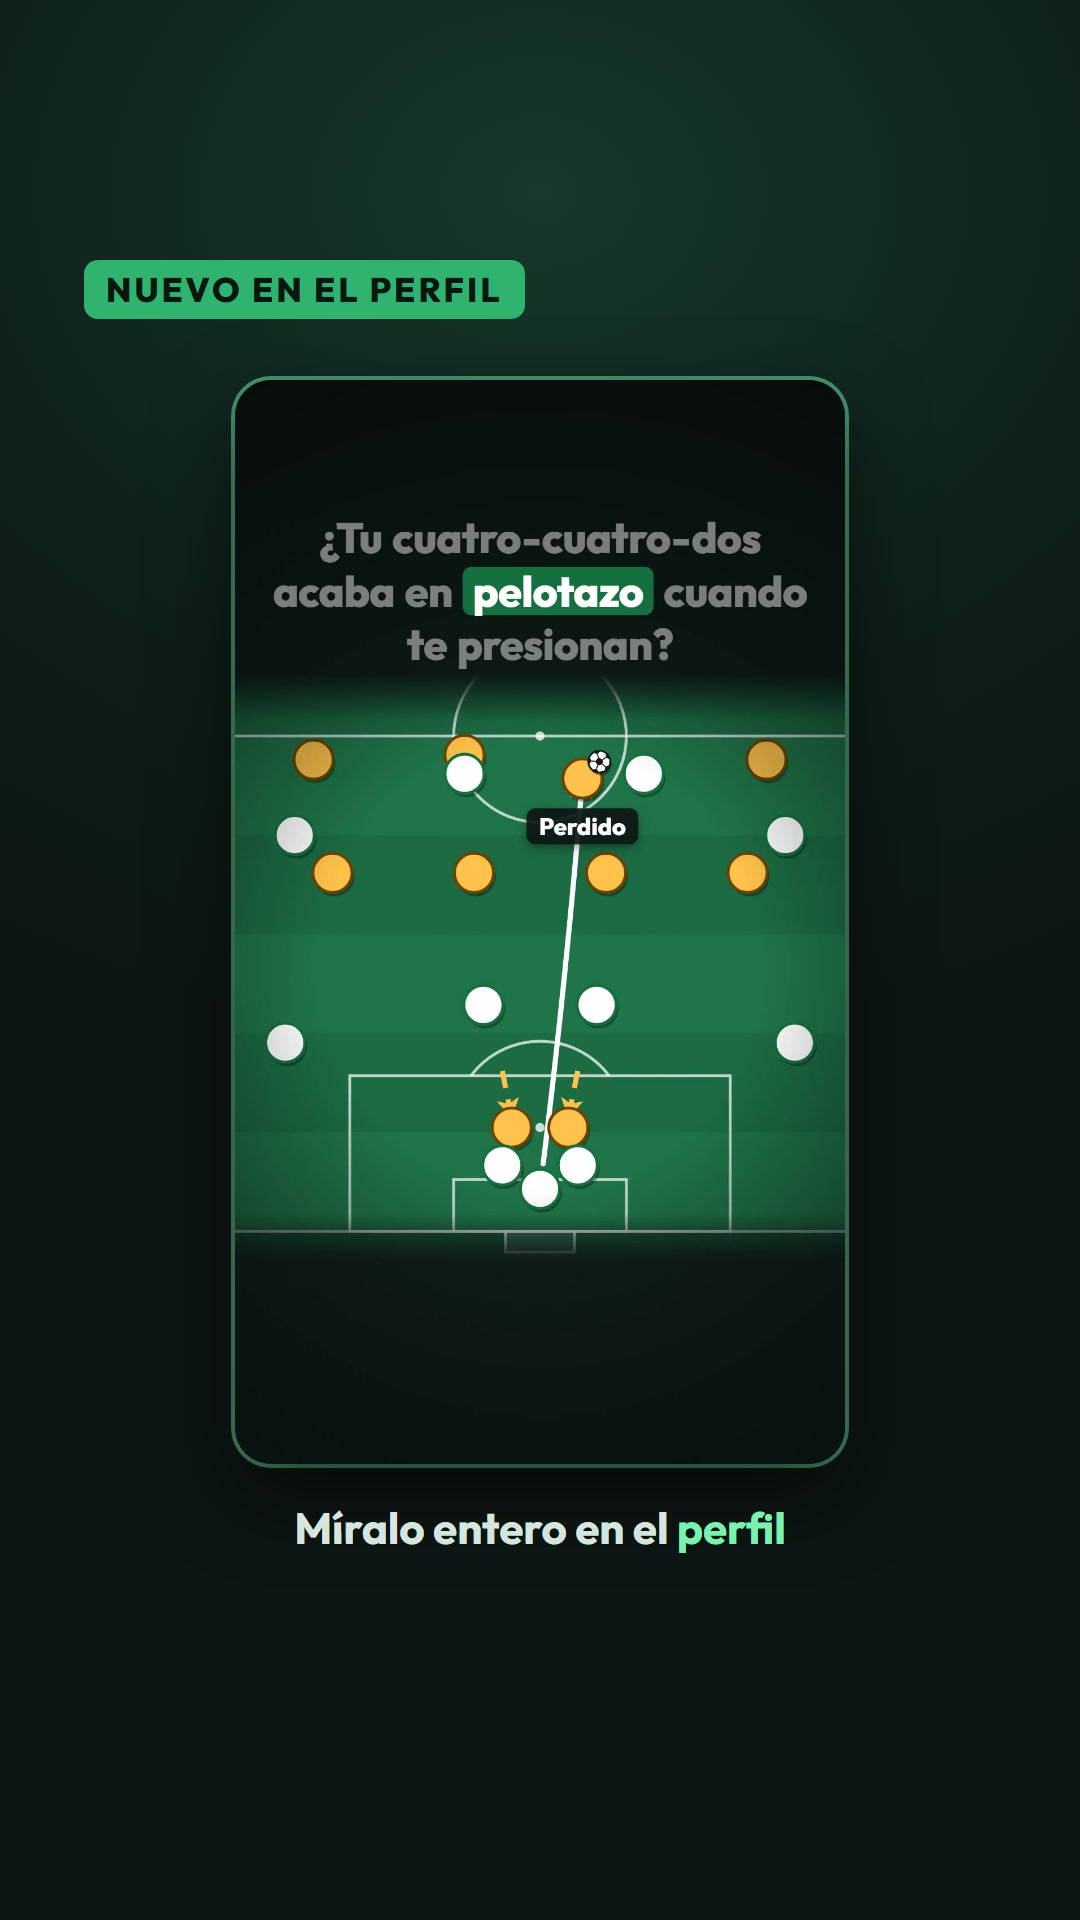 NUEVO EN EL PERFIL
¿Tu cuatro-cuatro-dos
acaba en pelotazo cuando
te presionan?
Perdido
Míralo entero en el perfil